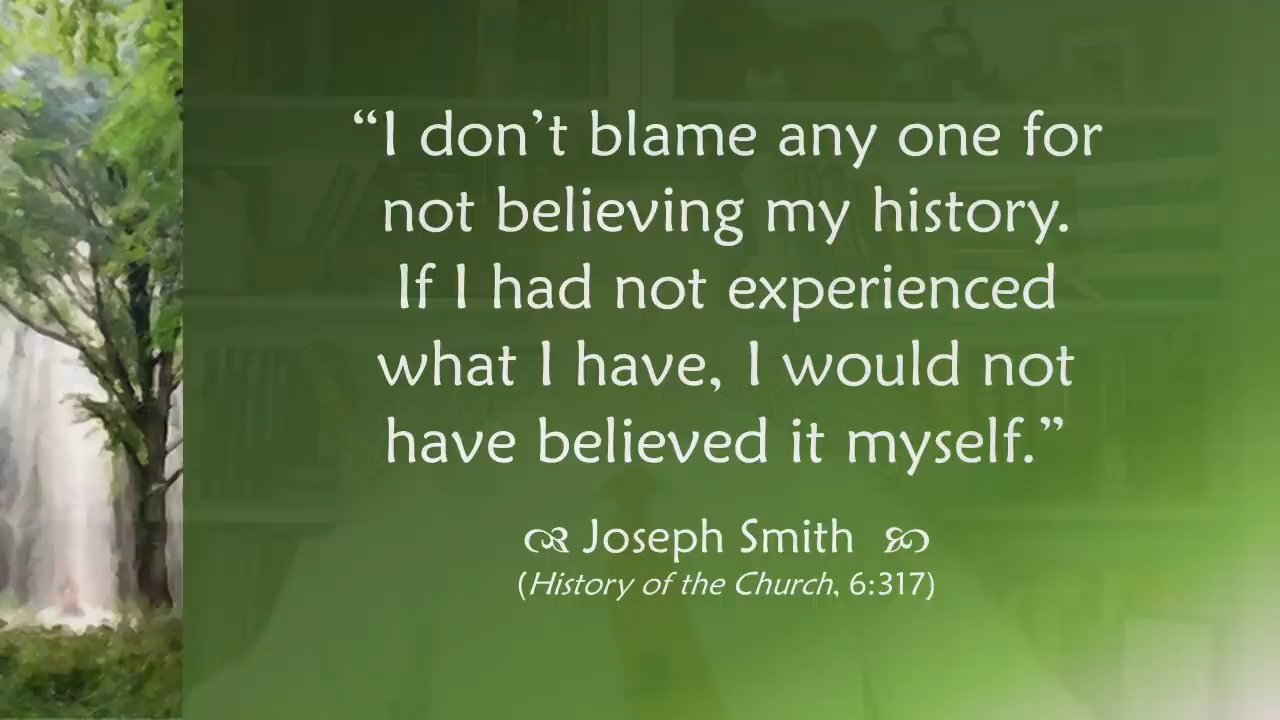 “I don’t blame any one for
not believing my history.
If I had not experienced
what I have, I would not
have believed it myself.”
Joseph Smith
(History of the Church, 6:317)